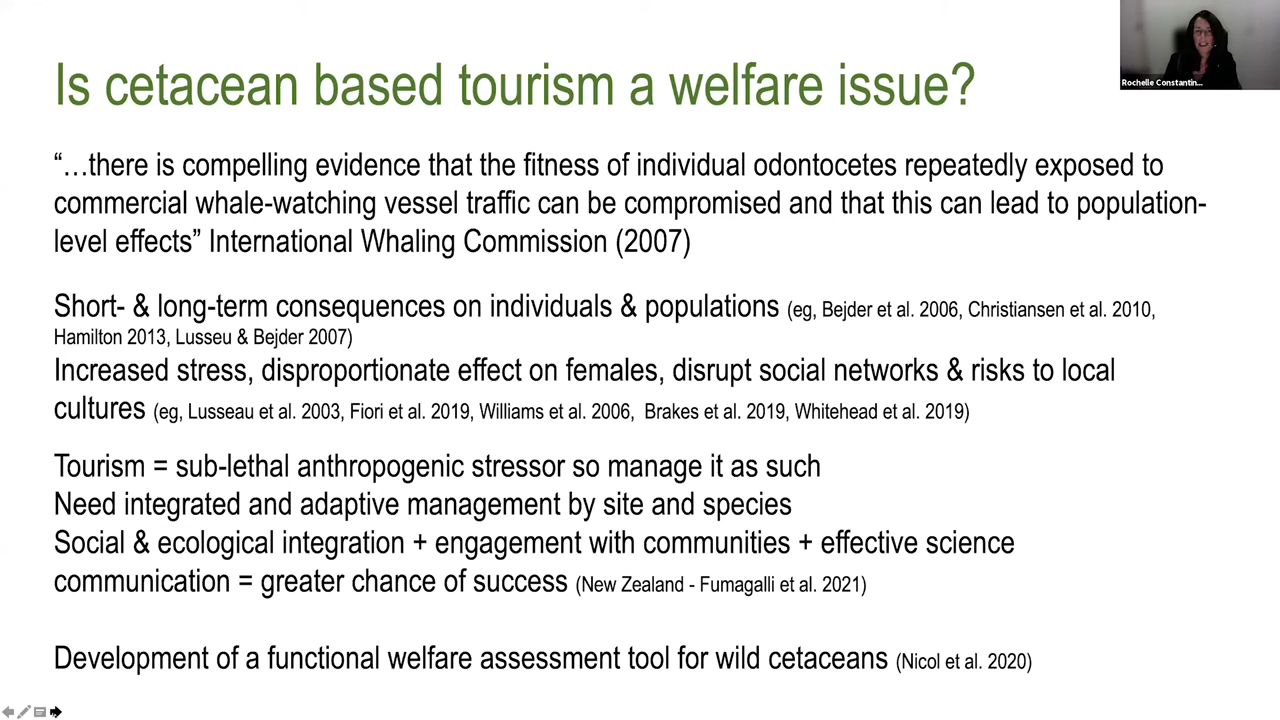 Is cetacean based tourism a welfare issue?
Rochelle Constantin...
“…there is compelling evidence that the fitness of individual odontocetes repeatedly exposed to
commercial whale-watching vessel traffic can be compromised and that this can lead to population-
level effects” International Whaling Commission (2007)
Short- & long-term consequences on individuals & populations (eg, Bejder et al. 2006, Christiansen et al. 2010,
Hamilton 2013, Lusseu & Bejder 2007)
Increased stress, disproportionate effect on females, disrupt social networks & risks to local
cultures (eg, Lusseau et al. 2003, Fiori et al. 2019, Williams et al. 2006, Brakes et al. 2019, Whitehead et al. 2019)
Tourism = sub-lethal anthropogenic stressor so manage it as such
Need integrated and adaptive management by site and species
Social & ecological integration + engagement with communities + effective science
communication = greater chance of success (New Zealand - Fumagalli et al. 2021)
Development of a functional welfare assessment tool for wild cetaceans (Nicol et al. 2020)